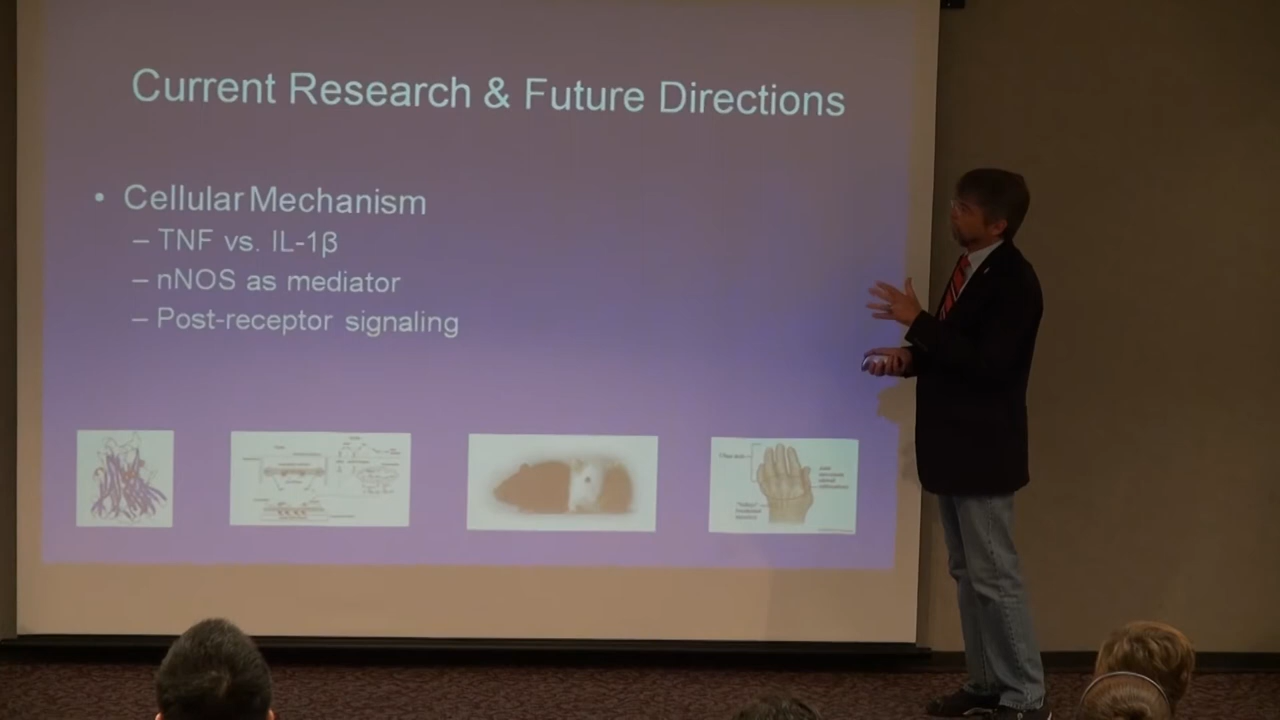 Current Research & Future Directions
• Cellular Mechanism
– TNF vs. IL-1β
– nNOS as mediator
– Post-receptor signaling